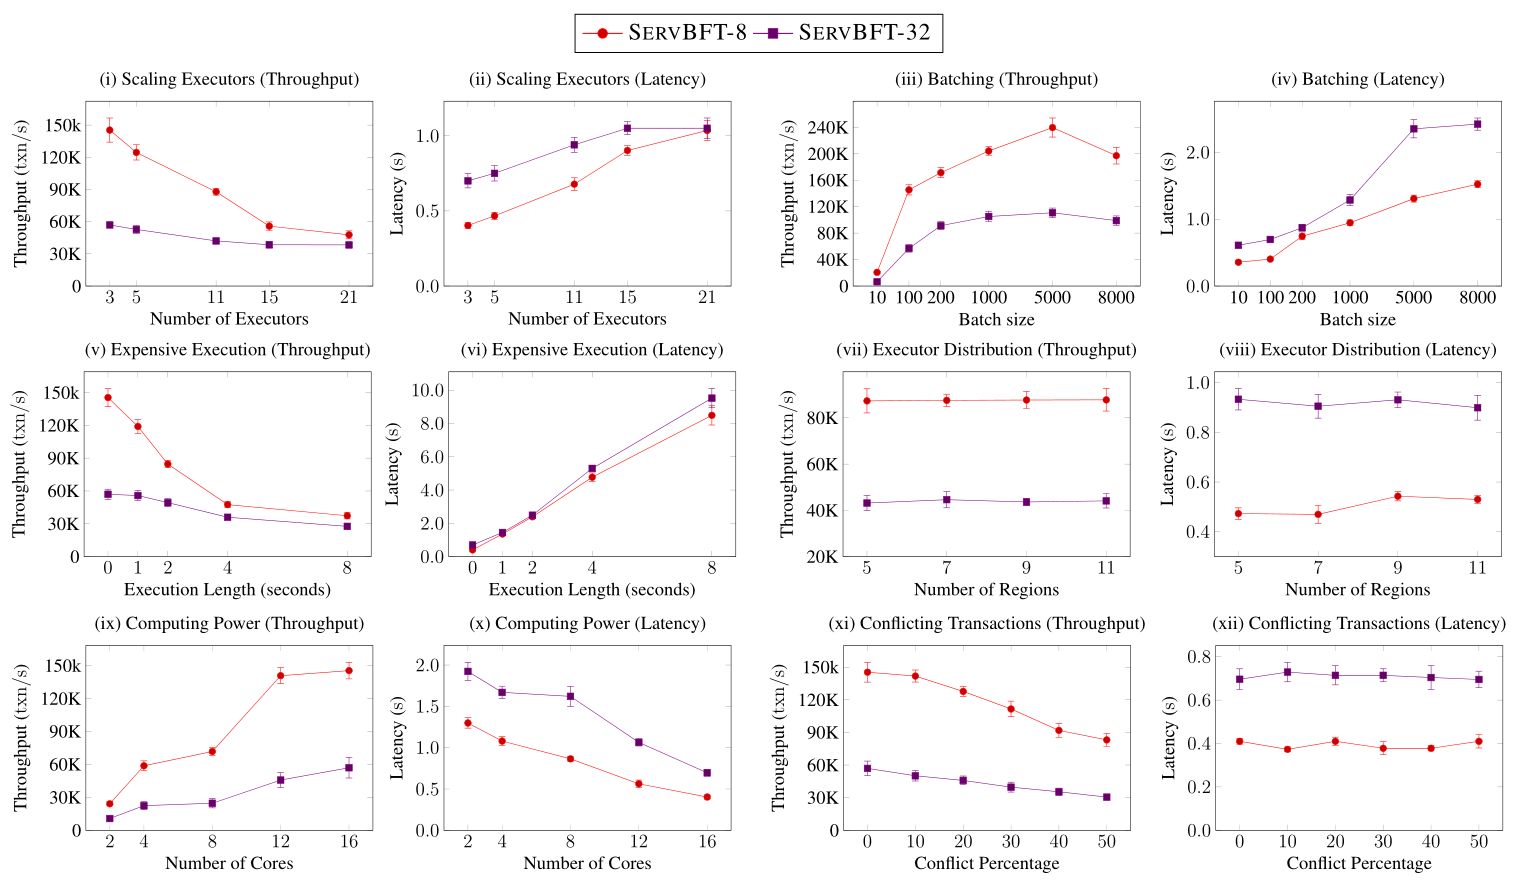 SERVBFT-8 SERVBFT-32
(i) Scaling Executors (Throughput)
150k
120K
90K
60K
30K
0
3 5 11 15 21
Throughput (txn/s)
Number of Executors
(ii) Scaling Executors (Latency)
1.0
0.5
0.0
3 5 11 15 21
Latency (s)
Number of Executors
(iii) Batching (Throughput)
240K
200K
160K
120K
80K
40K
0
10 100 200 1000 5000 8000
Throughput (txn/s)
Batch size
(iv) Batching (Latency)
2.0
1.0
0.0
10 100 200 1000 5000 8000
Latency (s)
Batch size
(v) Expensive Execution (Throughput)
150k
120K
90K
60K
30K
0
0 1 2 4 8
Throughput (txn/s)
Execution Length (seconds)
(vi) Expensive Execution (Latency)
10.0
8.0
6.0
4.0
2.0
0.0
0 1 2 4 8
Latency (s)
Execution Length (seconds)
(vii) Executor Distribution (Throughput)
80K
60K
40K
20K
5 7 9 11
Throughput (txn/s)
Number of Regions
(viii) Executor Distribution (Latency)
1.0
0.8
0.6
0.4
5 7 9 11
Latency (s)
Number of Regions
(ix) Computing Power (Throughput)
150k
120K
90K
60K
30K
0
2 4 8 12 16
Throughput (txn/s)
Number of Cores
(x) Computing Power (Latency)
2.0
1.5
1.0
0.5
0.0
2 4 8 12 16
Latency (s)
Number of Cores
(xi) Conflicting Transactions (Throughput)
150k
120K
90K
60K
30K
0
0 10 20 30 40 50
Throughput (txn/s)
Conflict Percentage
(xii) Conflicting Transactions (Latency)
0.8
0.6
0.4
0.2
0.0
0 10 20 30 40 50
Latency (s)
Conflict Percentage